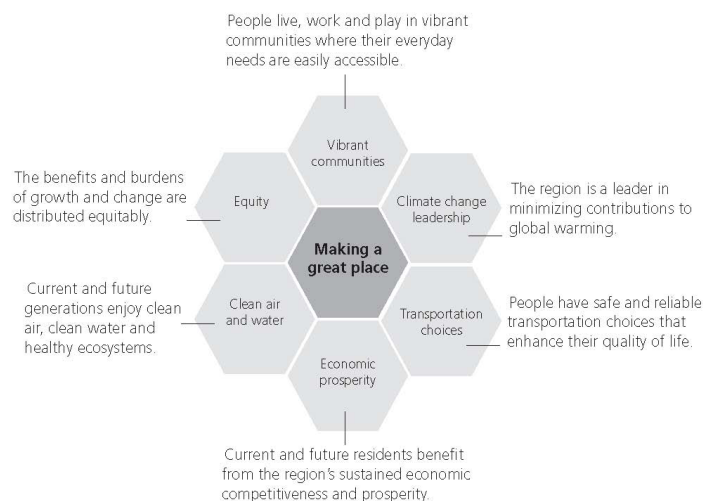 People live, work and play in vibrant
communities where their everyday
needs are easily accessible.
Vibrant
communities
The benefits and burdens
of growth and change are
distributed equitably.
Equity
Climate change
leadership
The region is a leader in
minimizing contributions to
global warming.
Making a
great place
Current and future
generations enjoy clean
air, clean water and
healthy ecosystems.
Clean air
and water
Transportation
choices
People have safe and reliable
transportation choices that
enhance their quality of life.
Economic
prosperity
Current and future residents benefit
from the region's sustained economic
competitiveness and prosperity.